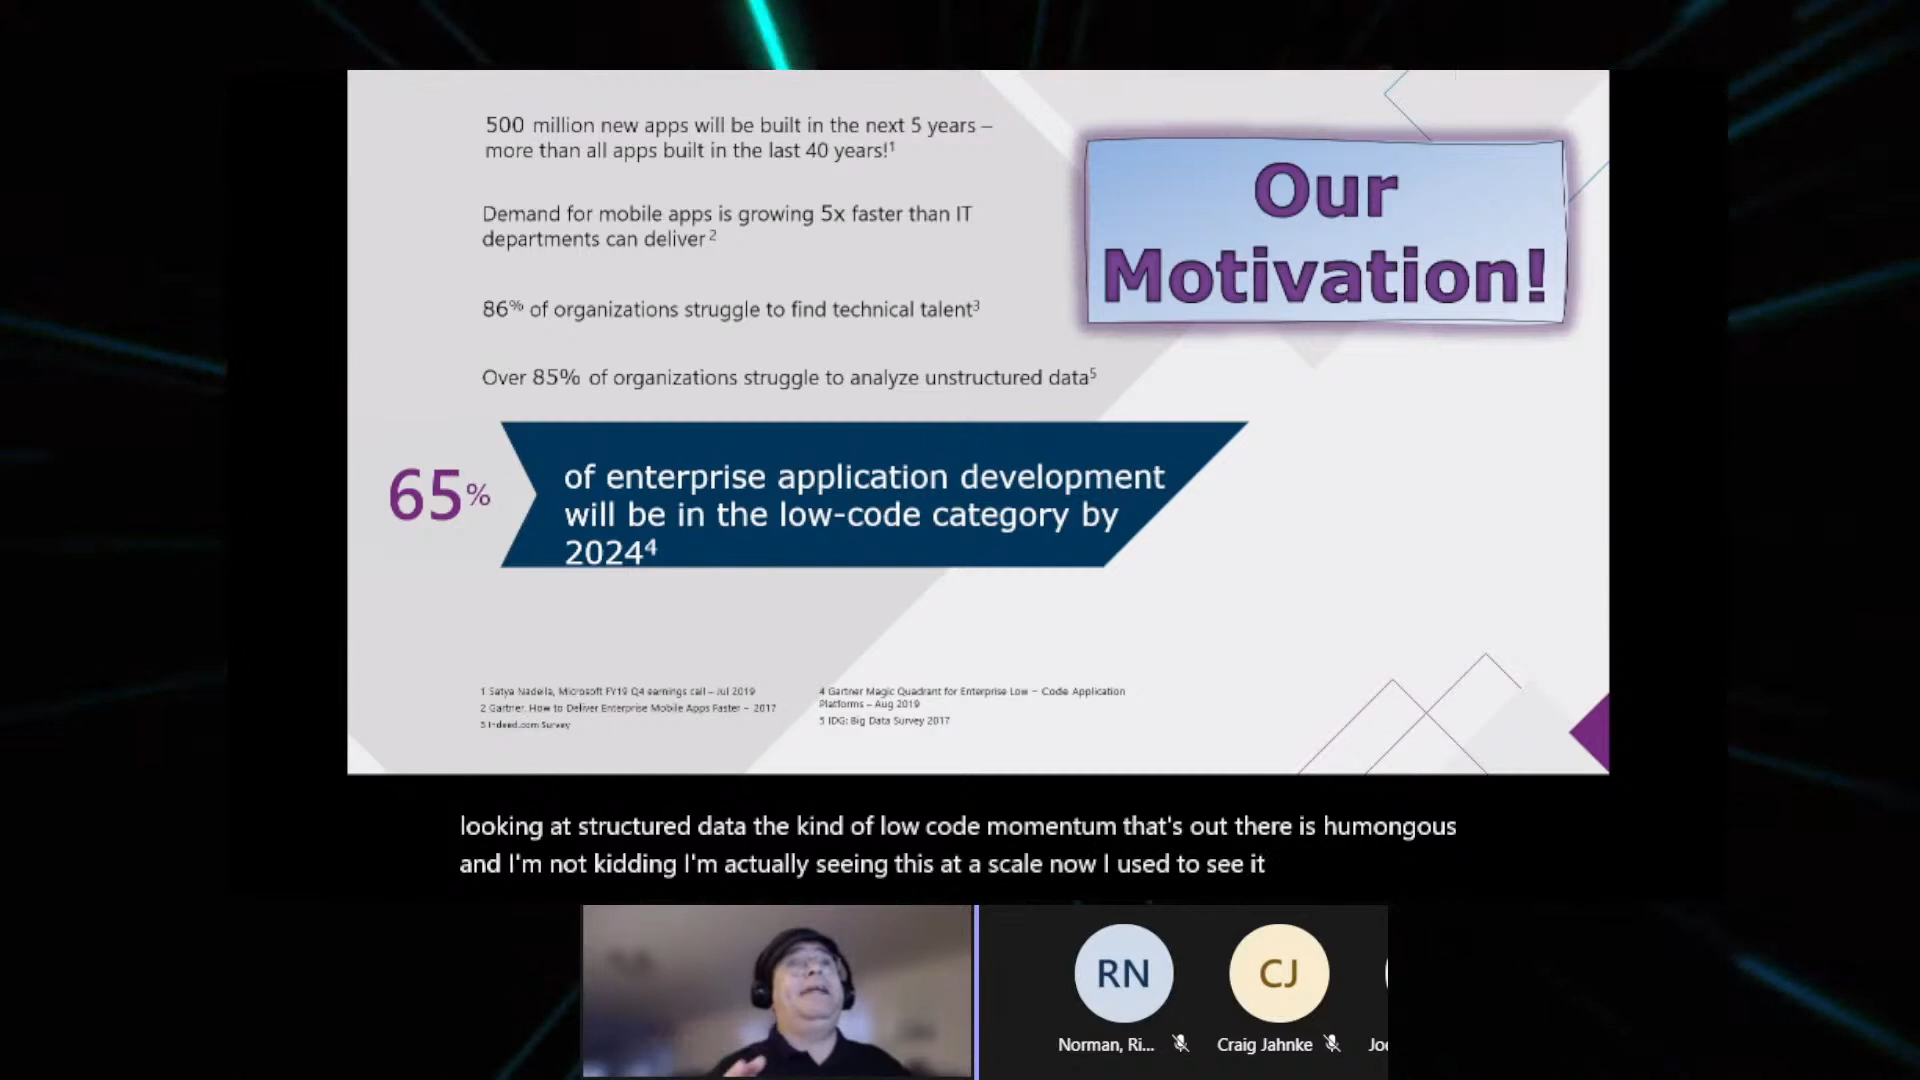 500 million new apps will be built in the next 5 years –
more than all apps built in the last 40 years!¹
Our
Motivation!
Demand for mobile apps is growing 5x faster than IT
departments can deliver ²
86% of organizations struggle to find technical talent³
Over 85% of organizations struggle to analyze unstructured data⁵
65%
of enterprise application development
will be in the low-code category by
2024⁴
1 Satya Nadella, Microsoft FY19 Q4 earnings call – Jul 2019
2 Gartner: How to Deliver Enterprise Mobile Apps Faster – 2017
3 Indeed.com Survey
4 Gartner Magic Quadrant for Enterprise Low – Code Application
Platforms – Aug 2019
5 IDG: Big Data Survey 2017
looking at structured data the kind of low code momentum that's out there is humongous
and I'm not kidding I'm actually seeing this at a scale now I used to see it
RN
CJ
Norman, Ri...
Craig Jahnke